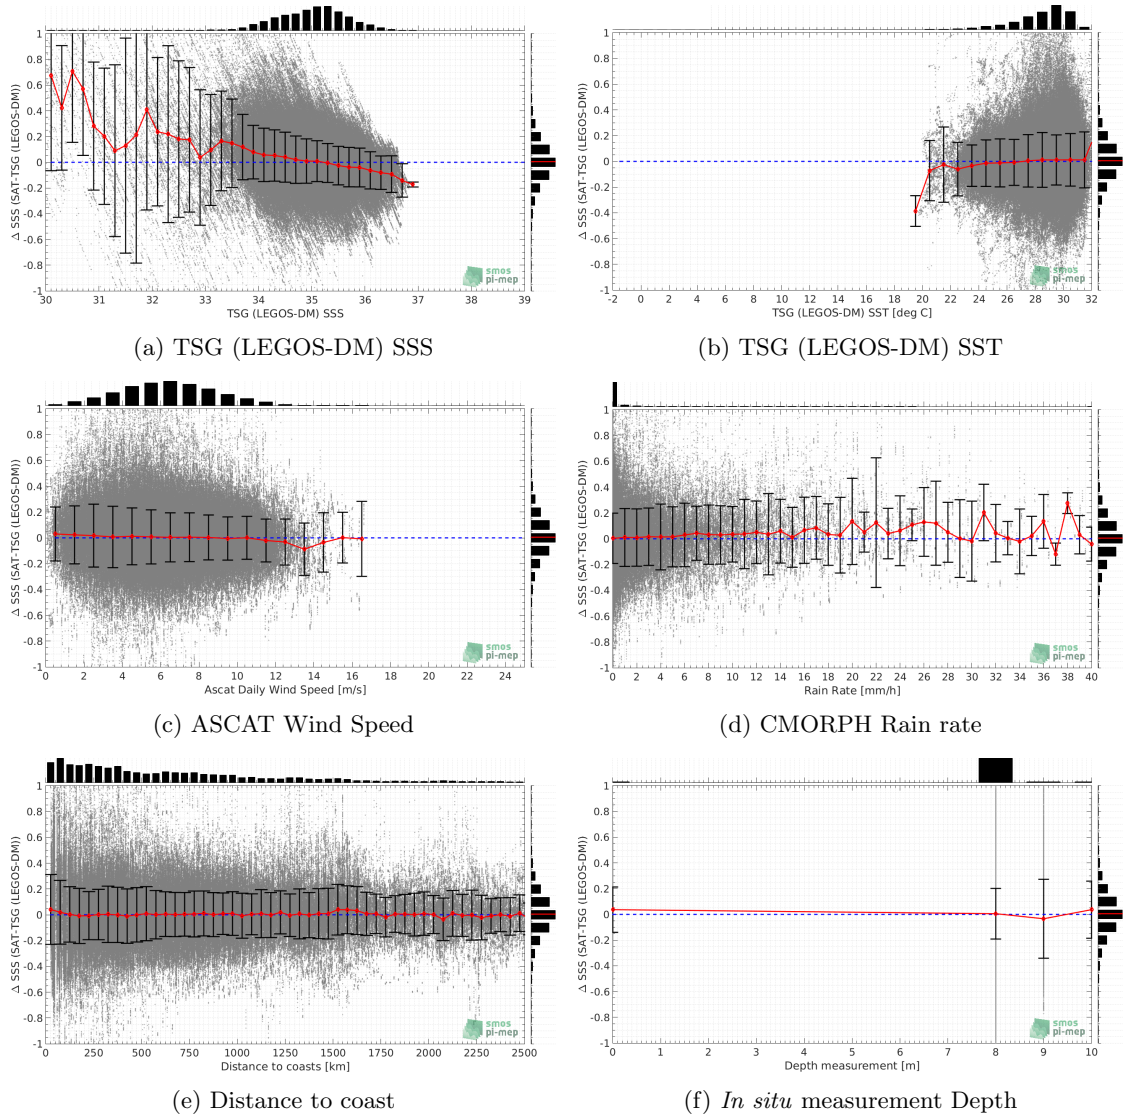 1
0.8
0.6
0.4
0.2
0
-0.2
-0.4
-0.6
-0.8
-1
Δ SSS (SAT-TSG (LEGOS-DM))
smos
pi-mep
30 31 32 33 34 35 36 37 38 39
TSG (LEGOS-DM) SSS
(a) TSG (LEGOS-DM) SSS
1
0.8
0.6
0.4
0.2
0
-0.2
-0.4
-0.6
-0.8
-1
Δ SSS (SAT-TSG (LEGOS-DM))
smos
pi-mep
-2 0 2 4 6 8 10 12 14 16 18 20 22 24 26 28 30 32
TSG (LEGOS-DM) SST [deg C]
(b) TSG (LEGOS-DM) SST
1
0.8
0.6
0.4
0.2
0
-0.2
-0.4
-0.6
-0.8
-1
Δ SSS (SAT-TSG (LEGOS-DM))
smos
pi-mep
0 2 4 6 8 10 12 14 16 18 20 22 24
Ascat Daily Wind Speed [m/s]
(c) ASCAT Wind Speed
1
0.8
0.6
0.4
0.2
0
-0.2
-0.4
-0.6
-0.8
-1
Δ SSS (SAT-TSG (LEGOS-DM))
smos
pi-mep
0 2 4 6 8 10 12 14 16 18 20 22 24 26 28 30 32 34 36 38 40
Rain Rate [mm/h]
(d) CMORPH Rain rate
1
0.8
0.6
0.4
0.2
0
-0.2
-0.4
-0.6
-0.8
-1
Δ SSS (SAT-TSG (LEGOS-DM))
smos
pi-mep
0 250 500 750 1000 1250 1500 1750 2000 2250 2500
Distance to coasts [km]
(e) Distance to coast
1
0.8
0.6
0.4
0.2
0
-0.2
-0.4
-0.6
-0.8
-1
Δ SSS (SAT-TSG (LEGOS-DM))
smos
pi-mep
0 1 2 3 4 5 6 7 8 9 10
Depth measurement [m]
(f) In situ measurement Depth